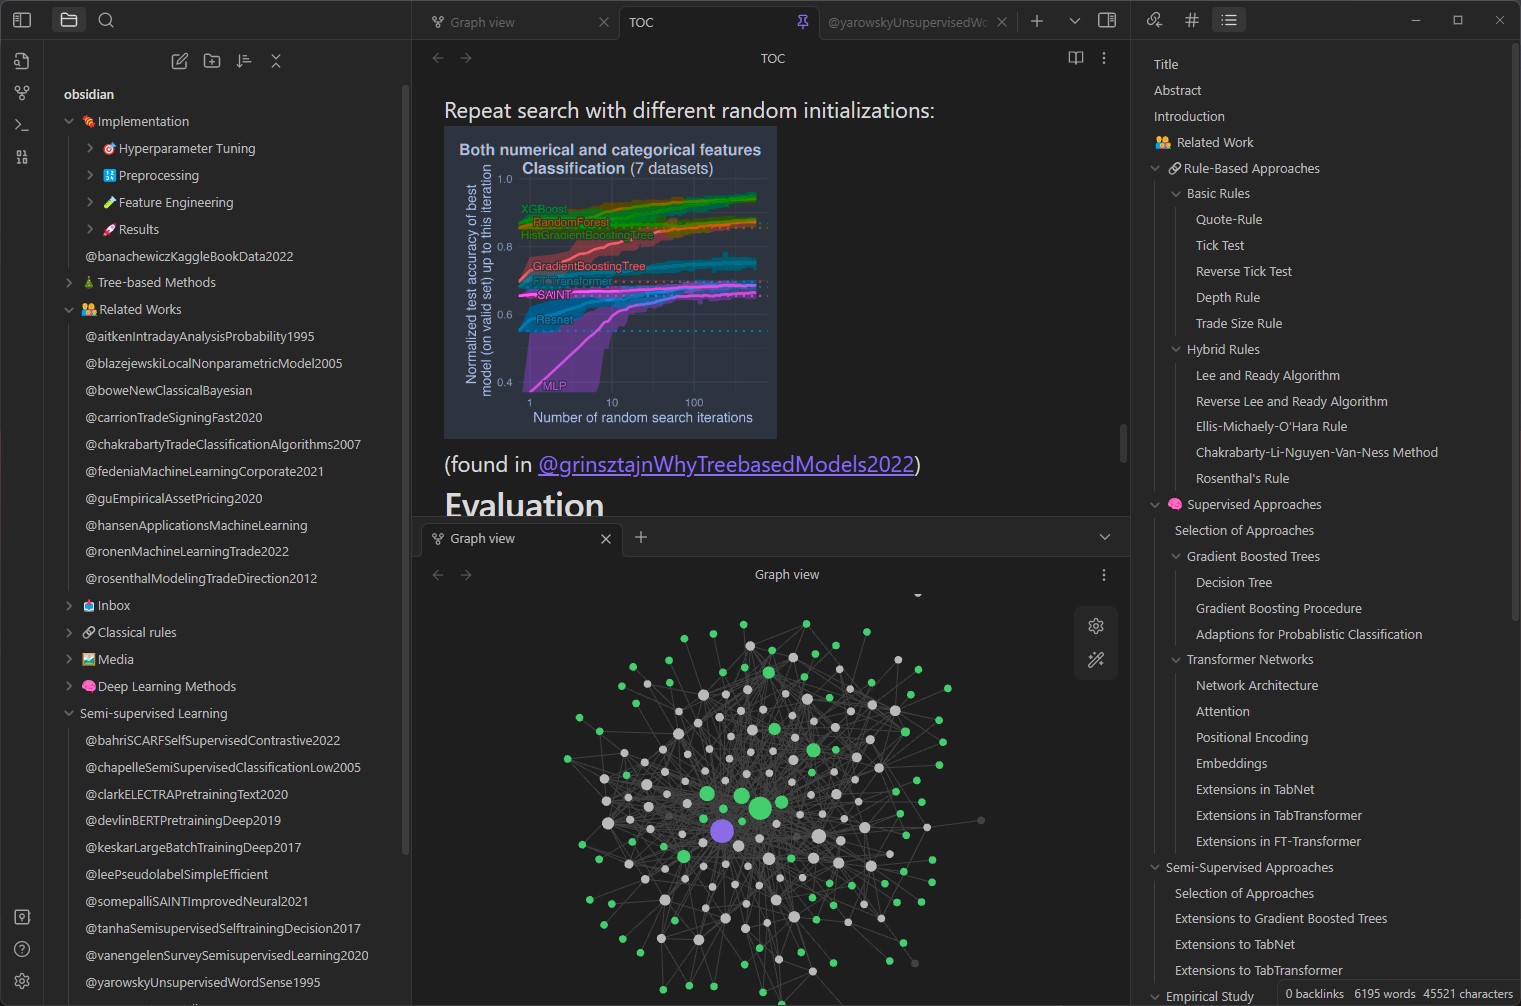 Graph view
TOC
@yarowskyUnsupervisedWo
TOC
obsidian
Implementation
Hyperparameter Tuning
Preprocessing
Feature Engineering
Results
@banachewiczKaggleBookData2022
Tree-based Methods
Related Works
@aitkenIntradayAnalysisProbability1995
@blazejewskiLocalNonparametricModel2005
@boweNewClassicalBayesian
@carrionTradeSigningFast2020
@chakrabartyTradeClassificationAlgorithms2007
@fedeniaMachineLearningCorporate2021
@guEmpiricalAssetPricing2020
@hansenApplicationsMachineLearning
@ronenMachineLearningTrade2022
@rosenthalModelingTradeDirection2012
Inbox
Classical rules
Media
Deep Learning Methods
Semi-supervised Learning
@bahriSCARFSelfSupervisedContrastive2022
@chapelleSemiSupervisedClassificationLow2005
@clarkELECTRAPretrainingText2020
@devlinBERTPretrainingDeep2019
@keskarLargeBatchTrainingDeep2017
@leePseudolabelSimpleEfficient
@somepalliSAINTImprovedNeural2021
@tanhaSemisupervisedSelftrainingDecision2017
@vanengelenSurveySemisupervisedLearning2020
@yarowskyUnsupervisedWordSense1995
Repeat search with different random initializations:
Both numerical and categorical features
Classification (7 datasets)
Normalized test accuracy of best
model (on valid set) up to this iteration
1.0
0.8
0.6
0.4
XGBoost
RandomForest
HistGradientBoostingTree
GradientBoostingTree
FT Transformer
SAINT
Resnet
MLP
1
10
100
Number of random search iterations
(found in @grinsztajnWhyTreebasedModels2022)
Evaluation
Graph view
Graph view
Title
Abstract
Introduction
Related Work
Rule-Based Approaches
Basic Rules
Quote-Rule
Tick Test
Reverse Tick Test
Depth Rule
Trade Size Rule
Hybrid Rules
Lee and Ready Algorithm
Reverse Lee and Ready Algorithm
Ellis-Michaely-O'Hara Rule
Chakrabarty-Li-Nguyen-Van-Ness Method
Rosenthal's Rule
Supervised Approaches
Selection of Approaches
Gradient Boosted Trees
Decision Tree
Gradient Boosting Procedure
Adaptions for Probablistic Classification
Transformer Networks
Network Architecture
Attention
Positional Encoding
Embeddings
Extensions in TabNet
Extensions in TabTransformer
Extensions in FT-Transformer
Semi-Supervised Approaches
Selection of Approaches
Extensions to Gradient Boosted Trees
Extensions to TabNet
Extensions to TabTransformer
Empirical Study
0 backlinks 6195 words 45521 characters